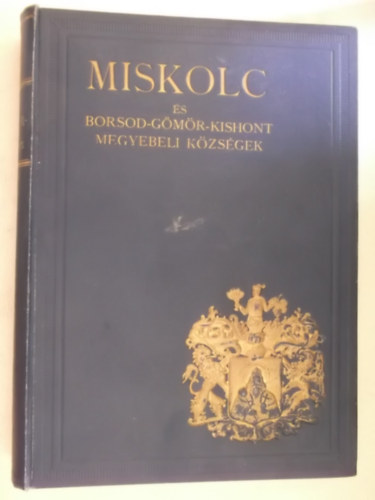 MISKOLC
ÉS
BORSOD-GÖMÖR-KISHONT
MEGYEBELI KÖZSÉGEK